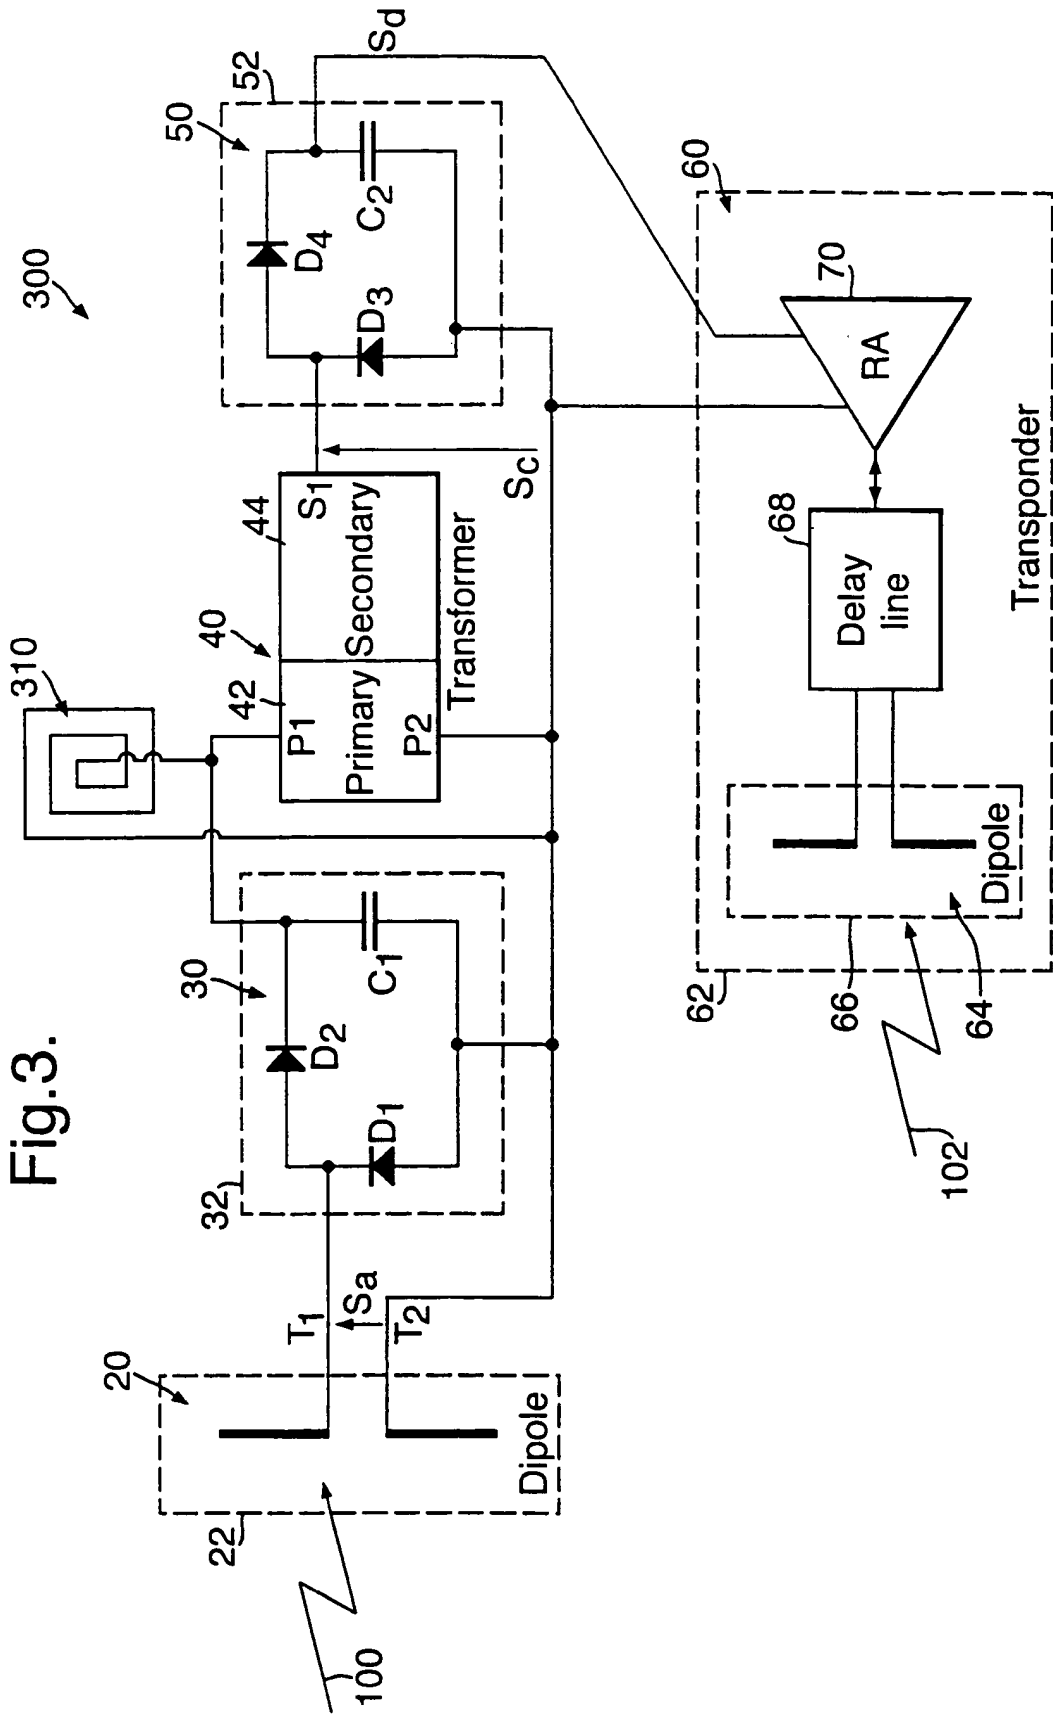 Fig.3.
300
310
20
22
100
Dipole
T1
Sa
T2
32
30
D2
D1
C1
40
42
44
P1
P2
Primary
Secondary
S1
Transformer
Sc
50
52
D4
D3
C2
Sd
60
62
64
66
68
70
102
Dipole
Delay
line
RA
Transponder